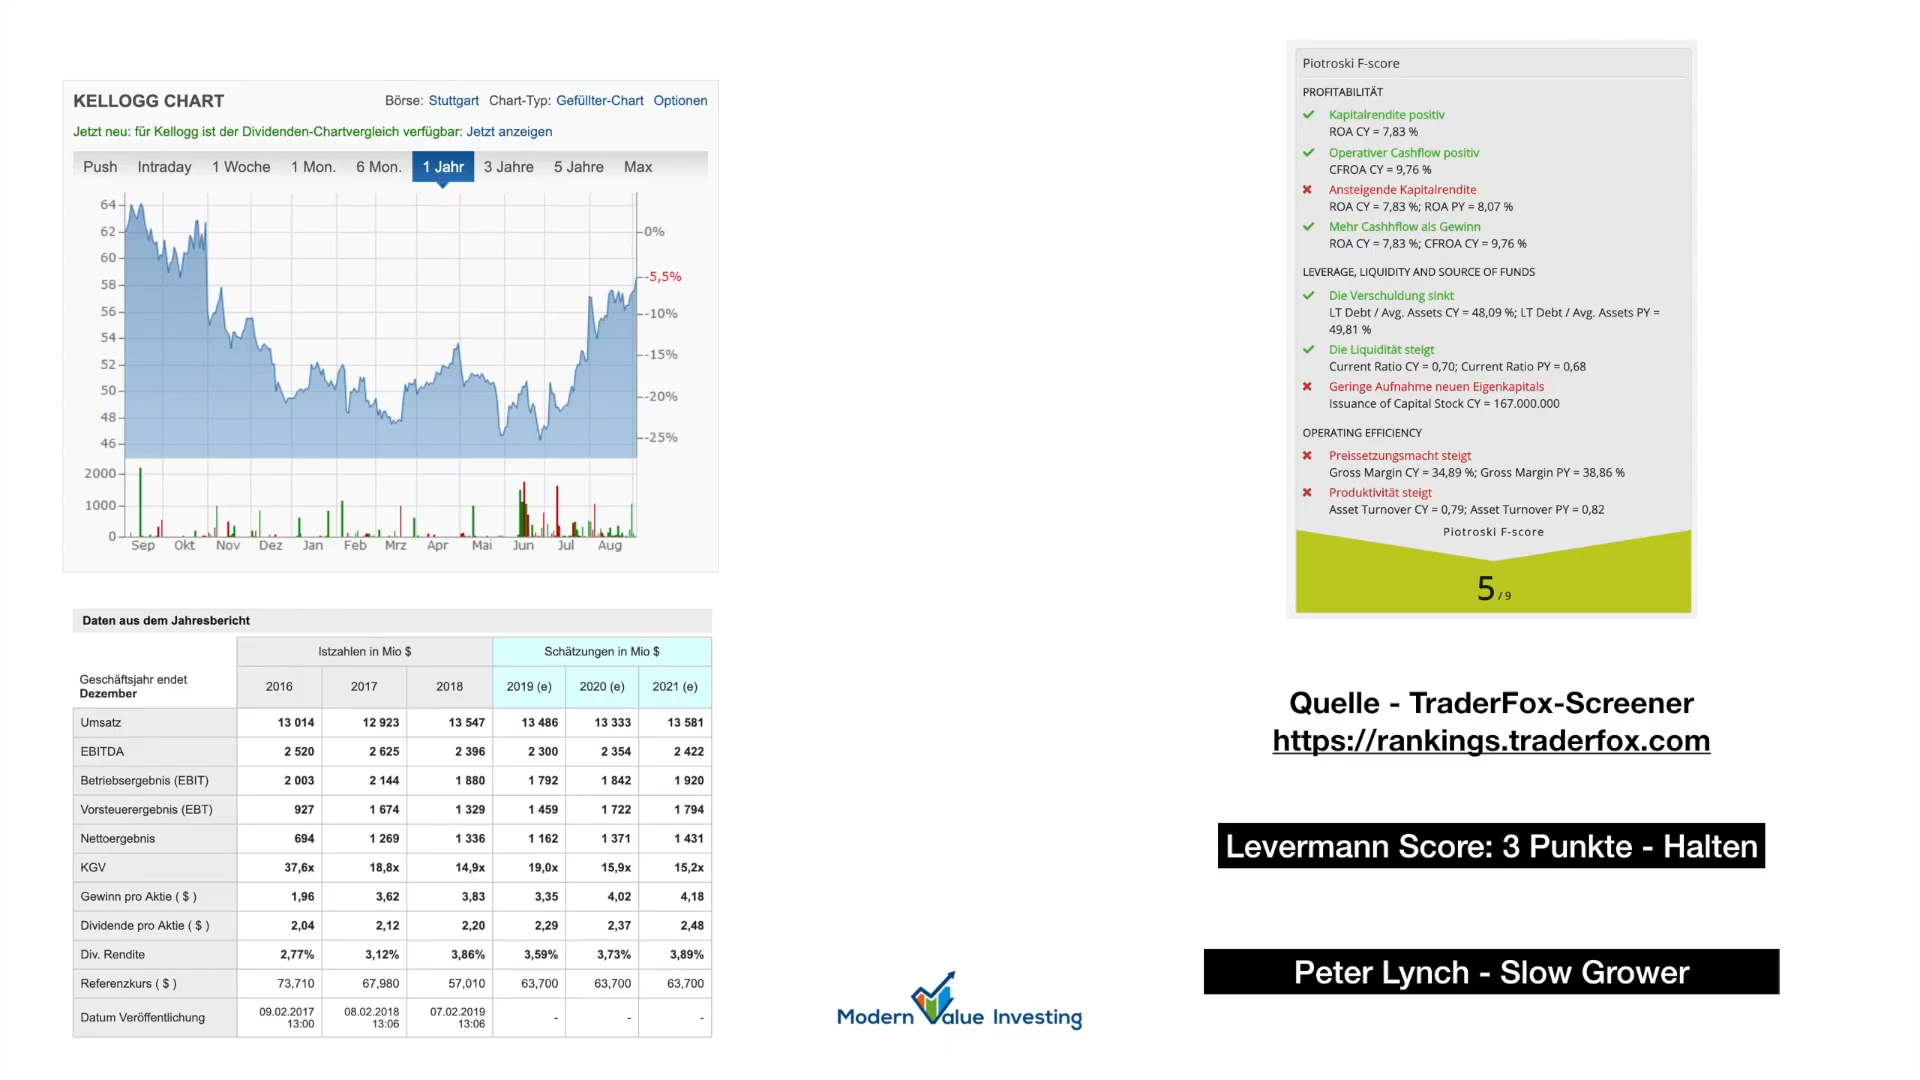 KELLOGG CHART
Börse: Stuttgart Chart-Typ: Gefüllter-Chart Optionen
Jetzt neu: für Kellogg ist der Dividenden-Chartvergleich verfügbar: Jetzt anzeigen
Push Intraday 1 Woche 1 Mon. 6 Mon. 1 Jahr 3 Jahre 5 Jahre Max
64
62
60
58
56
54
52
50
48
46
0%
-5,5%
-10%
-15%
-20%
-25%
2000
1000
0
Sep Okt Nov Dez Jan Feb Mrz Apr Mai Jun Jul Aug
Daten aus dem Jahresbericht
Istzahlen in Mio $ Schätzungen in Mio $
Geschäftsjahr endet
Dezember
2016 2017 2018 2019 (e) 2020 (e) 2021 (e)
Umsatz 13 014 12 923 13 547 13 486 13 333 13 581
EBITDA 2 520 2 625 2 396 2 300 2 354 2 422
Betriebsergebnis (EBIT) 2 003 2 144 1 880 1 792 1 842 1 920
Vorsteuerergebnis (EBT) 927 1 674 1 329 1 459 1 722 1 794
Nettoergebnis 694 1 269 1 336 1 162 1 371 1 431
KGV 37,6x 18,8x 14,9x 19,0x 15,9x 15,2x
Gewinn pro Aktie ( $ ) 1,96 3,62 3,83 3,35 4,02 4,18
Dividende pro Aktie ( $ ) 2,04 2,12 2,20 2,29 2,37 2,48
Div. Rendite 2,77% 3,12% 3,86% 3,59% 3,73% 3,89%
Referenzkurs ( $ ) 73,710 67,980 57,010 63,700 63,700 63,700
Datum Veröffentlichung 09.02.2017 08.02.2018 07.02.2019 - - -
13:00 13:06 13:06
Modern Value Investing
Piotroski F-score
PROFITABILITÄT
Kapitalrendite positiv
ROA CY = 7,83 %
Operativer Cashflow positiv
CFROA CY = 9,76 %
Ansteigende Kapitalrendite
ROA CY = 7,83 %; ROA PY = 8,07 %
Mehr Cashhflow als Gewinn
ROA CY = 7,83 %; CFROA CY = 9,76 %
LEVERAGE, LIQUIDITY AND SOURCE OF FUNDS
Die Verschuldung sinkt
LT Debt / Avg. Assets CY = 48,09 %; LT Debt / Avg. Assets PY =
49,81 %
Die Liquidität steigt
Current Ratio CY = 0,70; Current Ratio PY = 0,68
Geringe Aufnahme neuen Eigenkapitals
Issuance of Capital Stock CY = 167.000.000
OPERATING EFFICIENCY
Preissetzungsmacht steigt
Gross Margin CY = 34,89 %; Gross Margin PY = 38,86 %
Produktivität steigt
Asset Turnover CY = 0,79; Asset Turnover PY = 0,82
Piotroski F-score
5 / 9
Quelle - TraderFox-Screener
https://rankings.traderfox.com
Levermann Score: 3 Punkte - Halten
Peter Lynch - Slow Grower